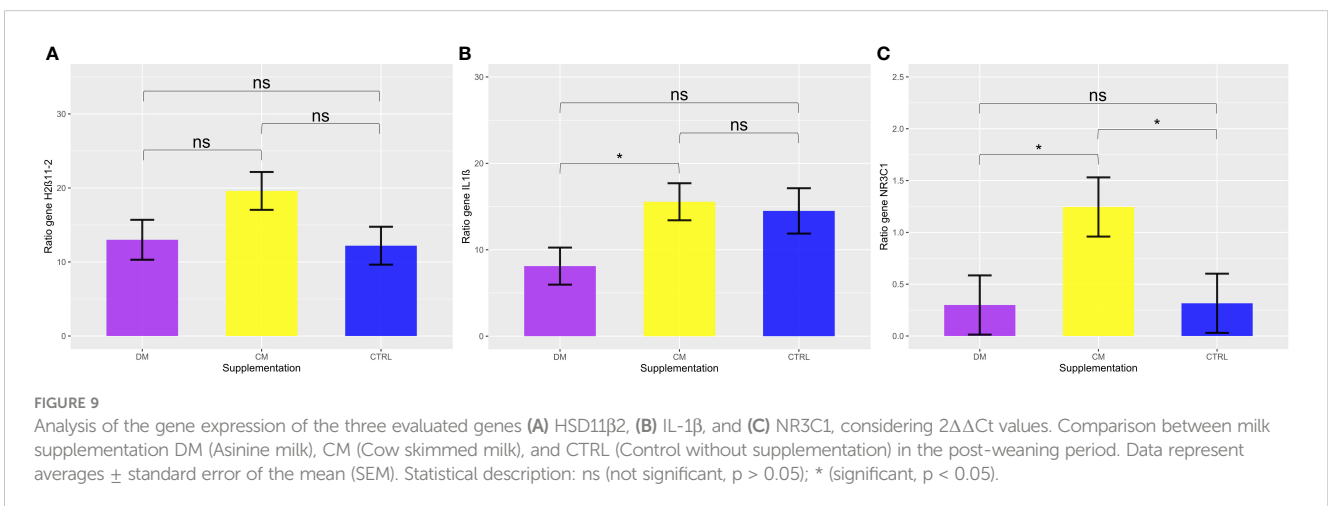 A
Ratio gene H2ß11-2
30
20
10
0
ns
ns
ns
DM
CM
CTRL
Supplementation
B
Ratio gene IL1ß
30
20
10
0
ns
ns
*
DM
CM
CTRL
Supplementation
C
Ratio gene NR3C1
2.5
2.0
1.5
1.0
0.5
0.0
ns
*
*
DM
CM
CTRL
Supplementation
FIGURE 9
Analysis of the gene expression of the three evaluated genes (A) HSD11β2, (B) IL-1β, and (C) NR3C1, considering 2ΔΔCt values. Comparison between milk
supplementation DM (Asinine milk), CM (Cow skimmed milk), and CTRL (Control without supplementation) in the post-weaning period. Data represent
averages ± standard error of the mean (SEM). Statistical description: ns (not significant, p > 0.05); * (significant, p < 0.05).